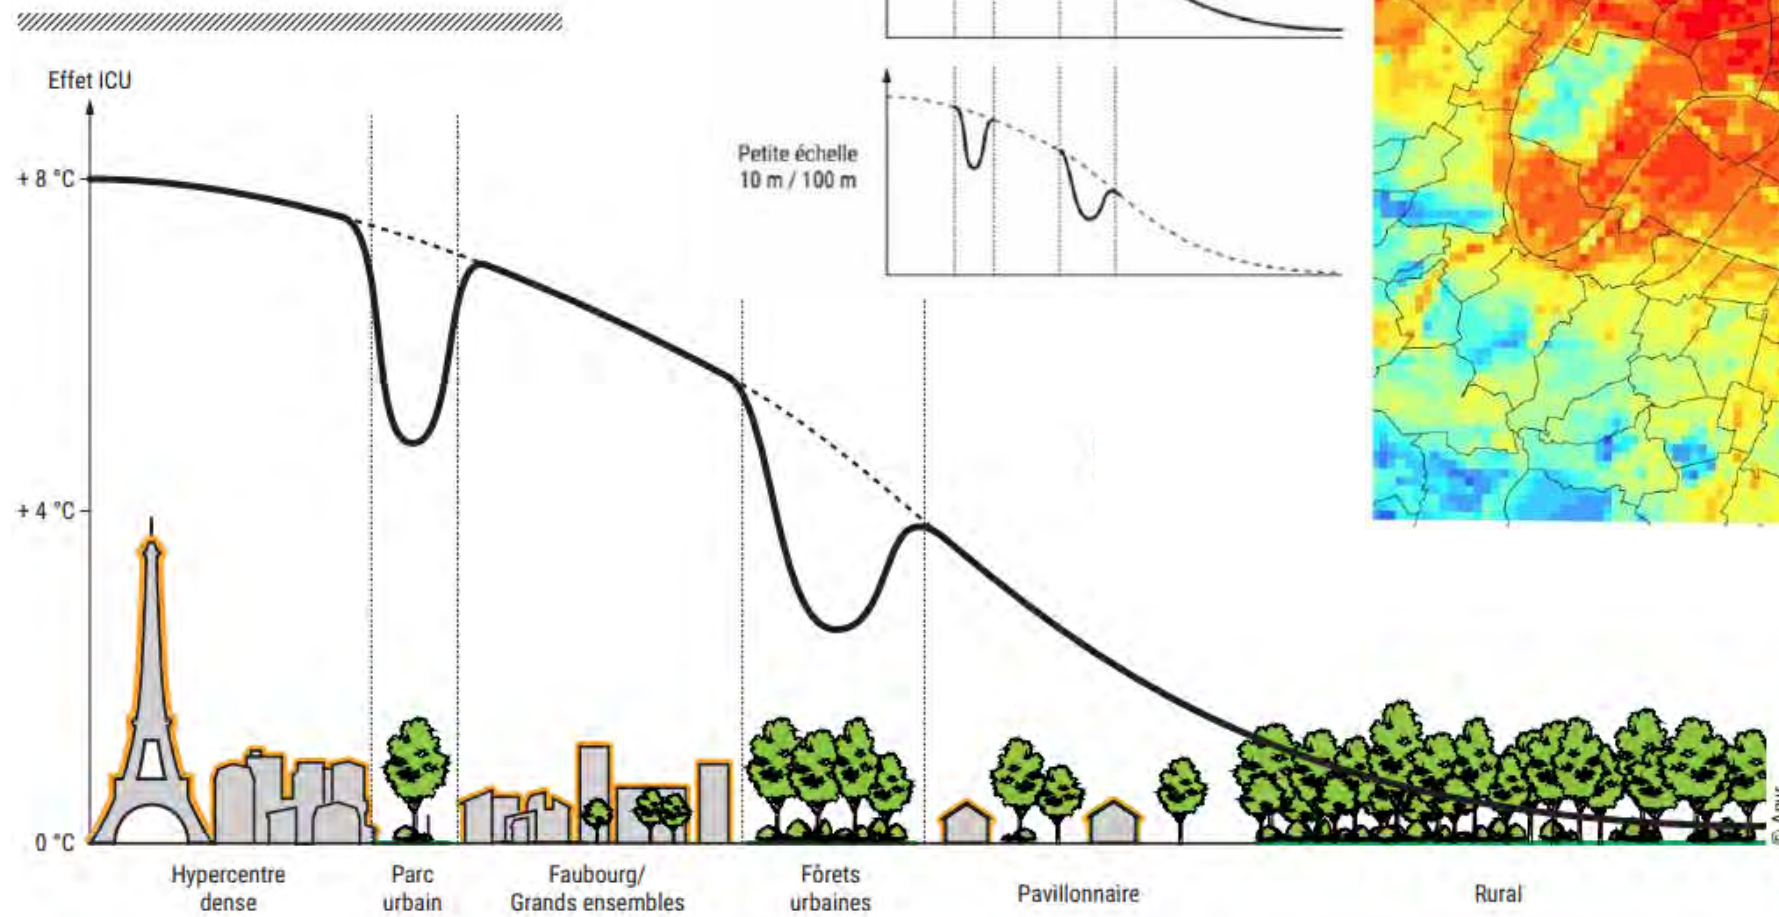 Effet ICU
+ 8 °C
+ 4 °C
0 °C
Petite échelle
10 m / 100 m
Hypercentre
dense
Parc
urbain
Faubourg/
Grands ensembles
Fôrets
urbaines
Pavillonnaire
Rural
© Apur